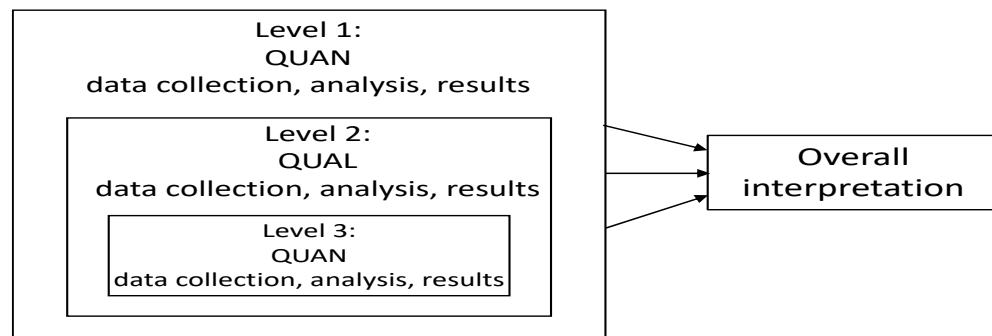 Level 1:
QUAN
data collection, analysis, results
Level 2:
QUAL
data collection, analysis, results
Level 3:
QUAN
data collection, analysis, results
Overall
interpretation